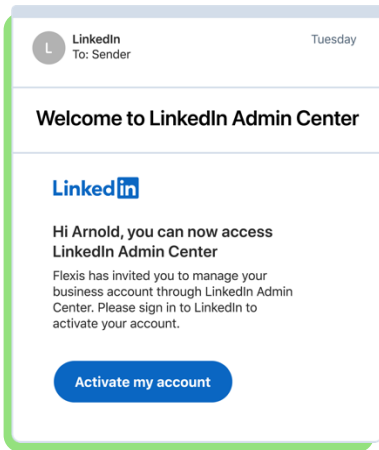 L
LinkedIn
Tuesday
To: Sender
Welcome to LinkedIn Admin Center
Linkedin
Hi Arnold, you can now access
LinkedIn Admin Center
Flexis has invited you to manage your
business account through LinkedIn Admin
Center. Please sign in to LinkedIn to
activate your account.
Activate my account